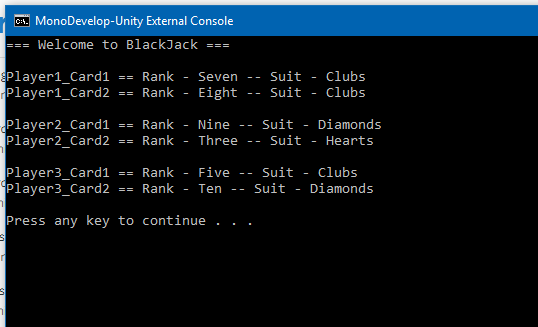 MonoDevelop-Unity External Console
=== Welcome to BlackJack ===
Player1_Card1 == Rank - Seven -- Suit - Clubs
Player1_Card2 == Rank - Eight -- Suit - Clubs
Player2_Card1 == Rank - Nine -- Suit - Diamonds
Player2_Card2 == Rank - Three -- Suit - Hearts
Player3_Card1 == Rank - Five -- Suit - Clubs
Player3_Card2 == Rank - Ten -- Suit - Diamonds
Press any key to continue . . .